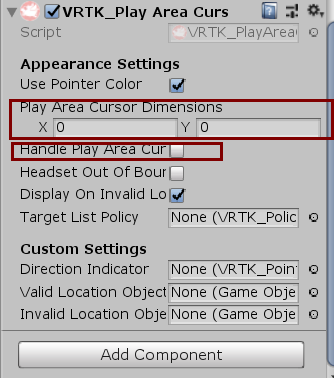 VRTK_Play Area Curs
Script VRTK_PlayArea
Appearance Settings
Use Pointer Color
Play Area Cursor Dimensions
X 0 Y 0
Handle Play Area Cur
Headset Out Of Bour
Display On Invalid Lo
Target List Policy None (VRTK_Polic
Custom Settings
Direction Indicator None (VRTK_Poin
Valid Location Object None (Game Obje
Invalid Location Obj None (Game Obje
Add Component